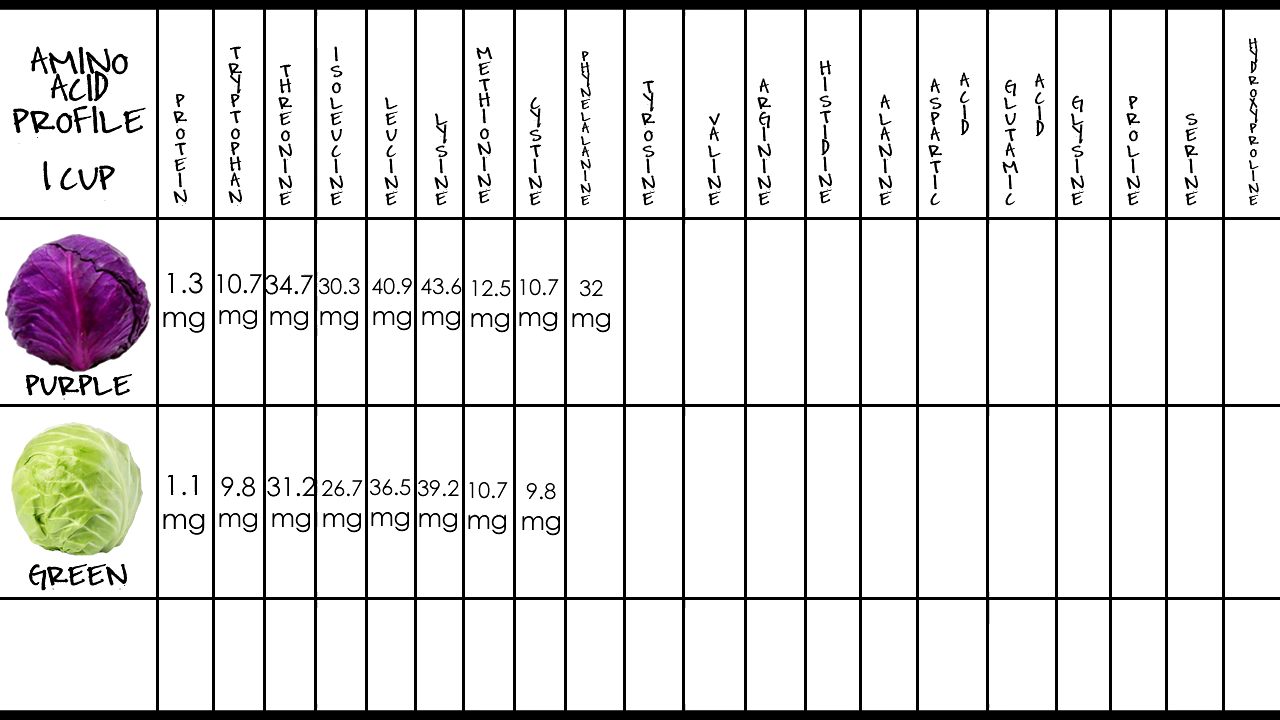 AMINO
ACID
PROFILE
1 CUP
PROTEIN
TRYPTOPHAN
THREONINE
ISOLEUCINE
LEUCINE
LYSINE
METHIONINE
CYSTINE
PHYNELALANINE
TYROSINE
VALINE
ARGININE
HISTIDINE
ALANINE
ASPARTIC
ACID
GLUTAMIC
ACID
GLYSINE
PROLINE
SERINE
HYDROXYPROLINE
1.3 10.7 34.7 30.3 40.9 43.6 12.5 10.7 32
mg mg mg mg mg mg mg mg mg
PURPLE
1.1 9.8 31.2 26.7 36.5 39.2 10.7 9.8
mg mg mg mg mg mg mg mg
GREEN